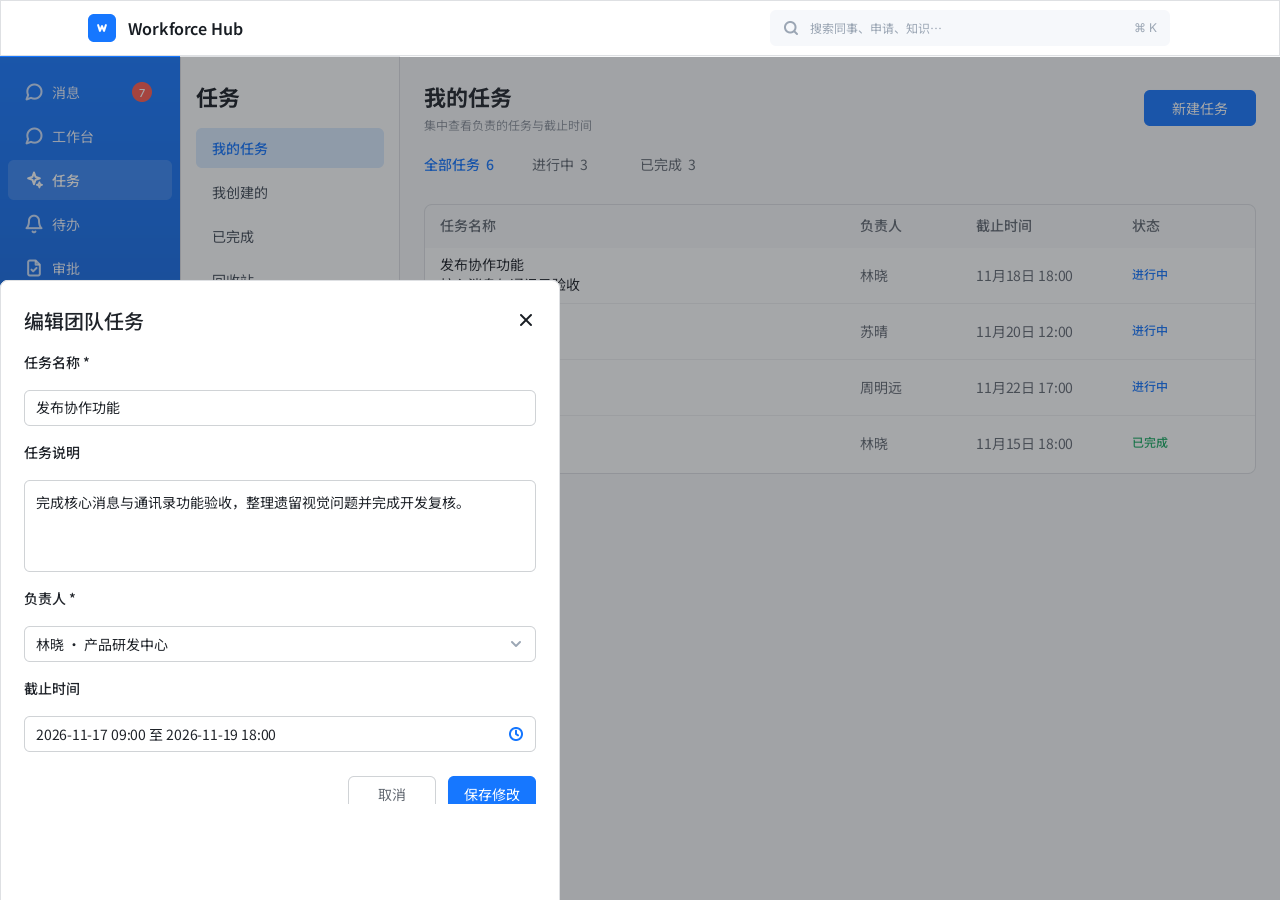 Workforce Hub
搜索同事、申请、知识…
⌘ K
消息
7
工作台
任务
待办
审批
任务
我的任务
我创建的
已完成
回收站
我的任务
集中查看负责的任务与截止时间
新建任务
全部任务 6
进行中 3
已完成 3
任务名称 负责人 截止时间 状态
发布协作功能
验收
林晓 11月18日 18:00 进行中
苏晴 11月20日 12:00 进行中
周明远 11月22日 17:00 进行中
林晓 11月15日 18:00 已完成
编辑团队任务
任务名称 *
发布协作功能
任务说明
完成核心消息与通讯录功能验收，整理遗留视觉问题并完成开发复核。
负责人 *
林晓 · 产品研发中心
截止时间
2026-11-17 09:00 至 2026-11-19 18:00
取消
保存修改